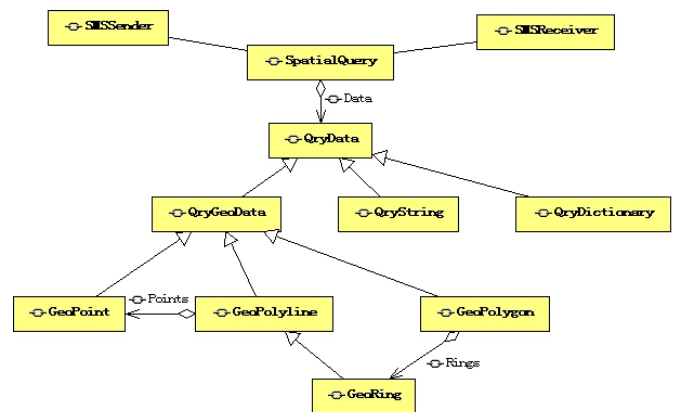 SMSSender
SMSReceiver
SpatialQuery
Data
QryData
QryGeoData
QryString
QryDictionary
Points
GeoPoint
GeoPolyline
GeoPolygon
Rings
GeoRing